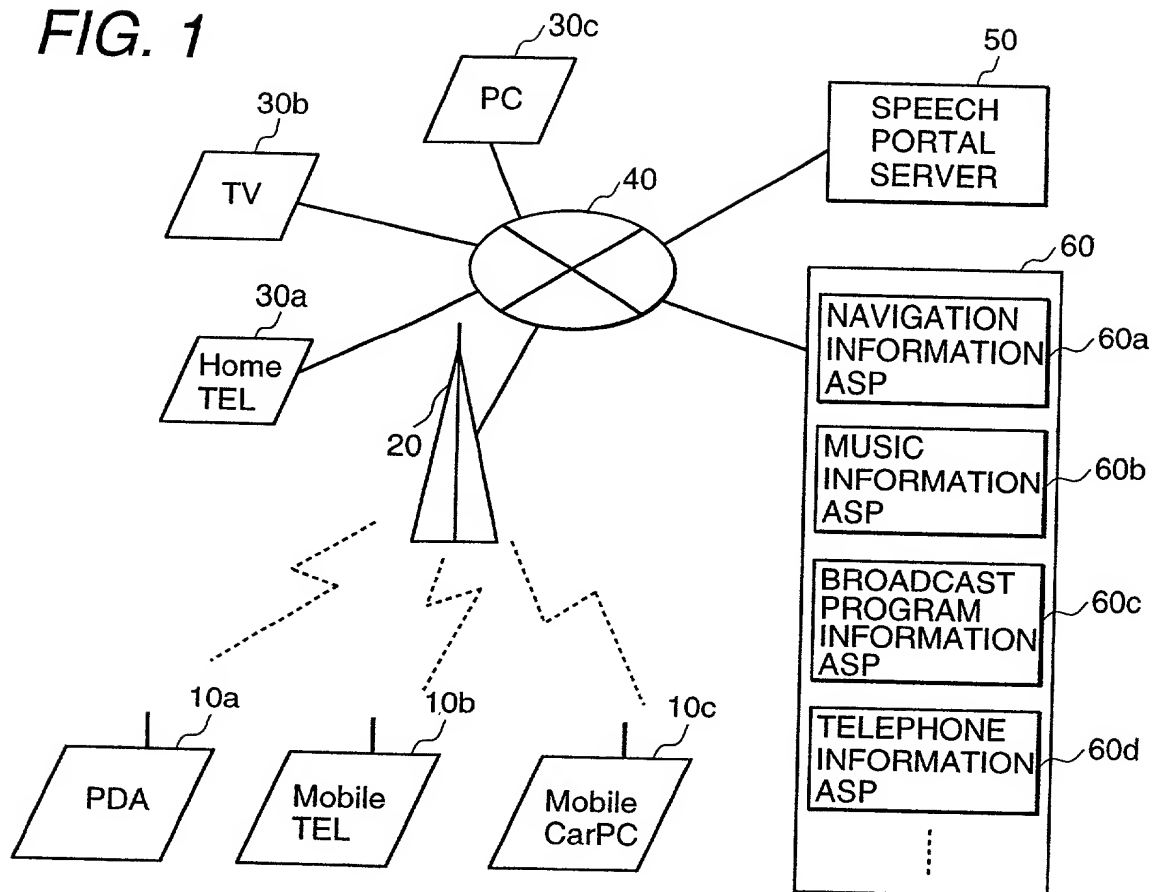 FIG. 1
30c
PC
50
SPEECH
PORTAL
SERVER
30b
TV
40
30a
Home
TEL
20
60
NAVIGATION
INFORMATION
ASP
60a
MUSIC
INFORMATION
ASP
60b
BROADCAST
PROGRAM
INFORMATION
ASP
60c
TELEPHONE
INFORMATION
ASP
60d
10a
PDA
10b
Mobile
TEL
10c
Mobile
CarPC